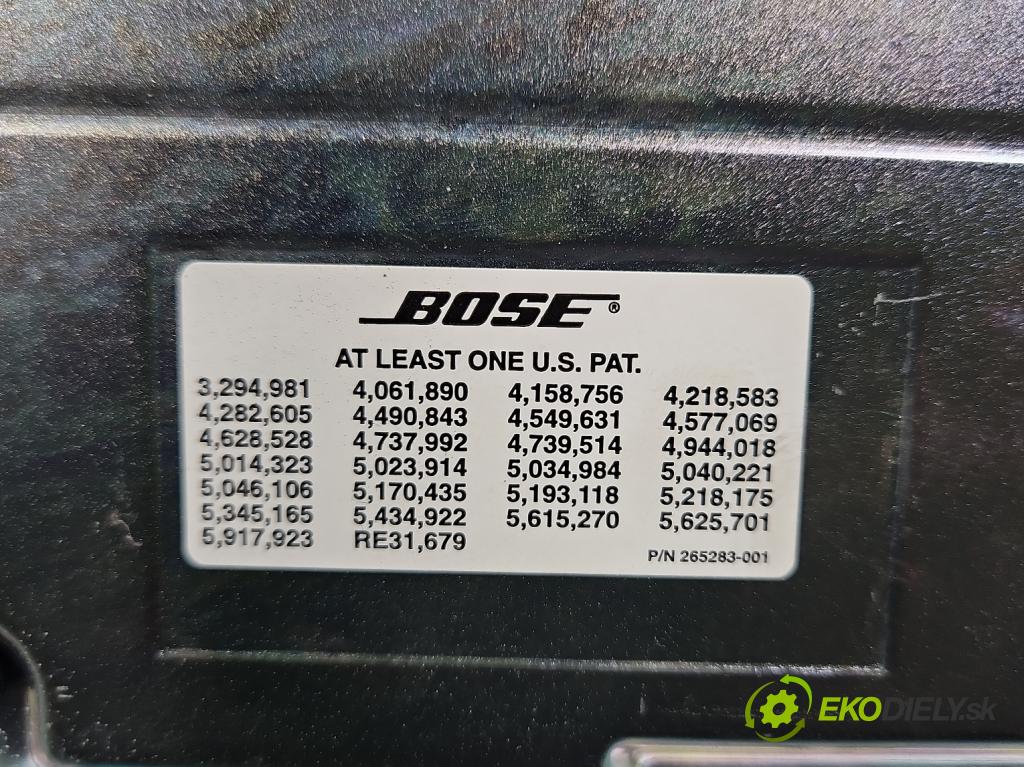 BOSE®
AT LEAST ONE U.S. PAT.
3,294,981 4,061,890 4,158,756 4,218,583
4,282,605 4,490,843 4,549,631 4,577,069
4,628,528 4,737,992 4,739,514 4,944,018
5,014,323 5,023,914 5,034,984 5,040,221
5,046,106 5,170,435 5,193,118 5,218,175
5,345,165 5,434,922 5,615,270 5,625,701
5,917,923 RE31,679
P/N 265283-001
EKODIELY.sk